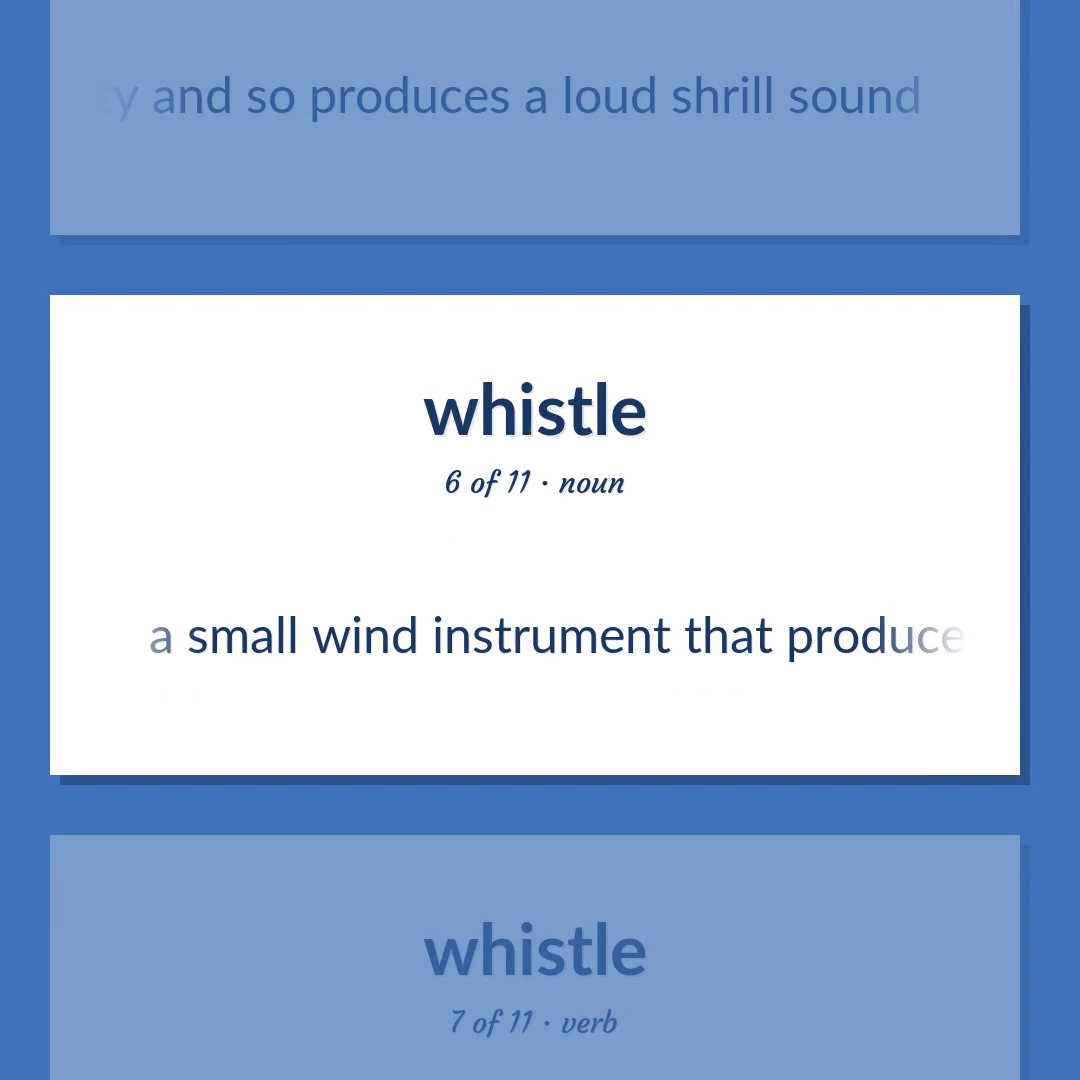 and so produces a loud shrill sound
whistle
6 of 11 · noun
a small wind instrument that produce
whistle
7 of 11 · verb